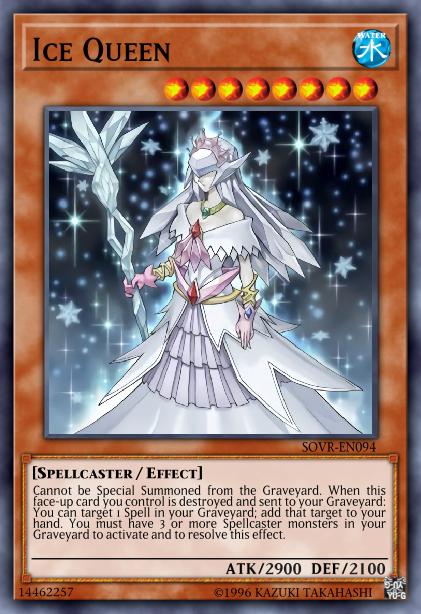 ICE QUEEN
WATER
水
SOVR-EN094
[SPELLCASTER / EFFECT]
Cannot be Special Summoned from the Graveyard. When this
face-up card you control is destroyed and sent to your Graveyard:
You can target 1 Spell in your Graveyard; add that target to your
hand. You must have 3 or more Spellcaster monsters in your
Graveyard to activate and to resolve this effect.
ATK/2900 DEF/2100
14462257
©1996 KAZUKI TAKAHASHI